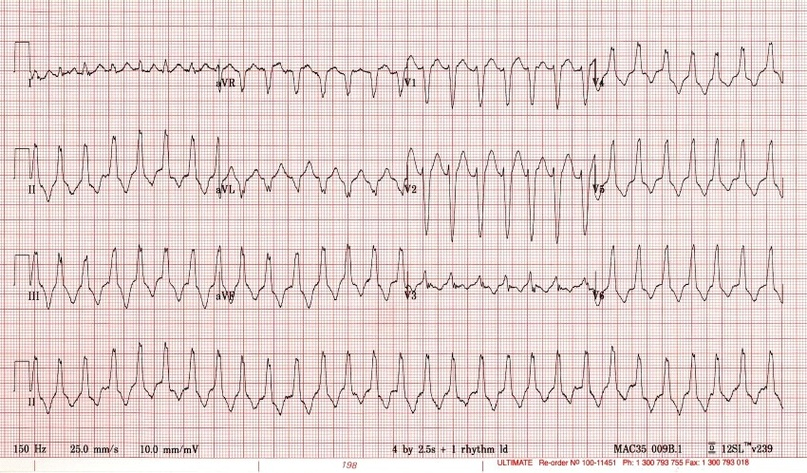 I aVR V1 V4
II aVL V2 V5
III aVF V3 V6
II
150 Hz 25.0 mm/s 10.0 mm/mV 4 by 2.5s + 1 rhythm ld MAC35 009B.1 12SL™ v239
198 ULTIMATE Re-order Nº 100-11451 Ph: 1 300 793 755 Fax: 1 300 793 018